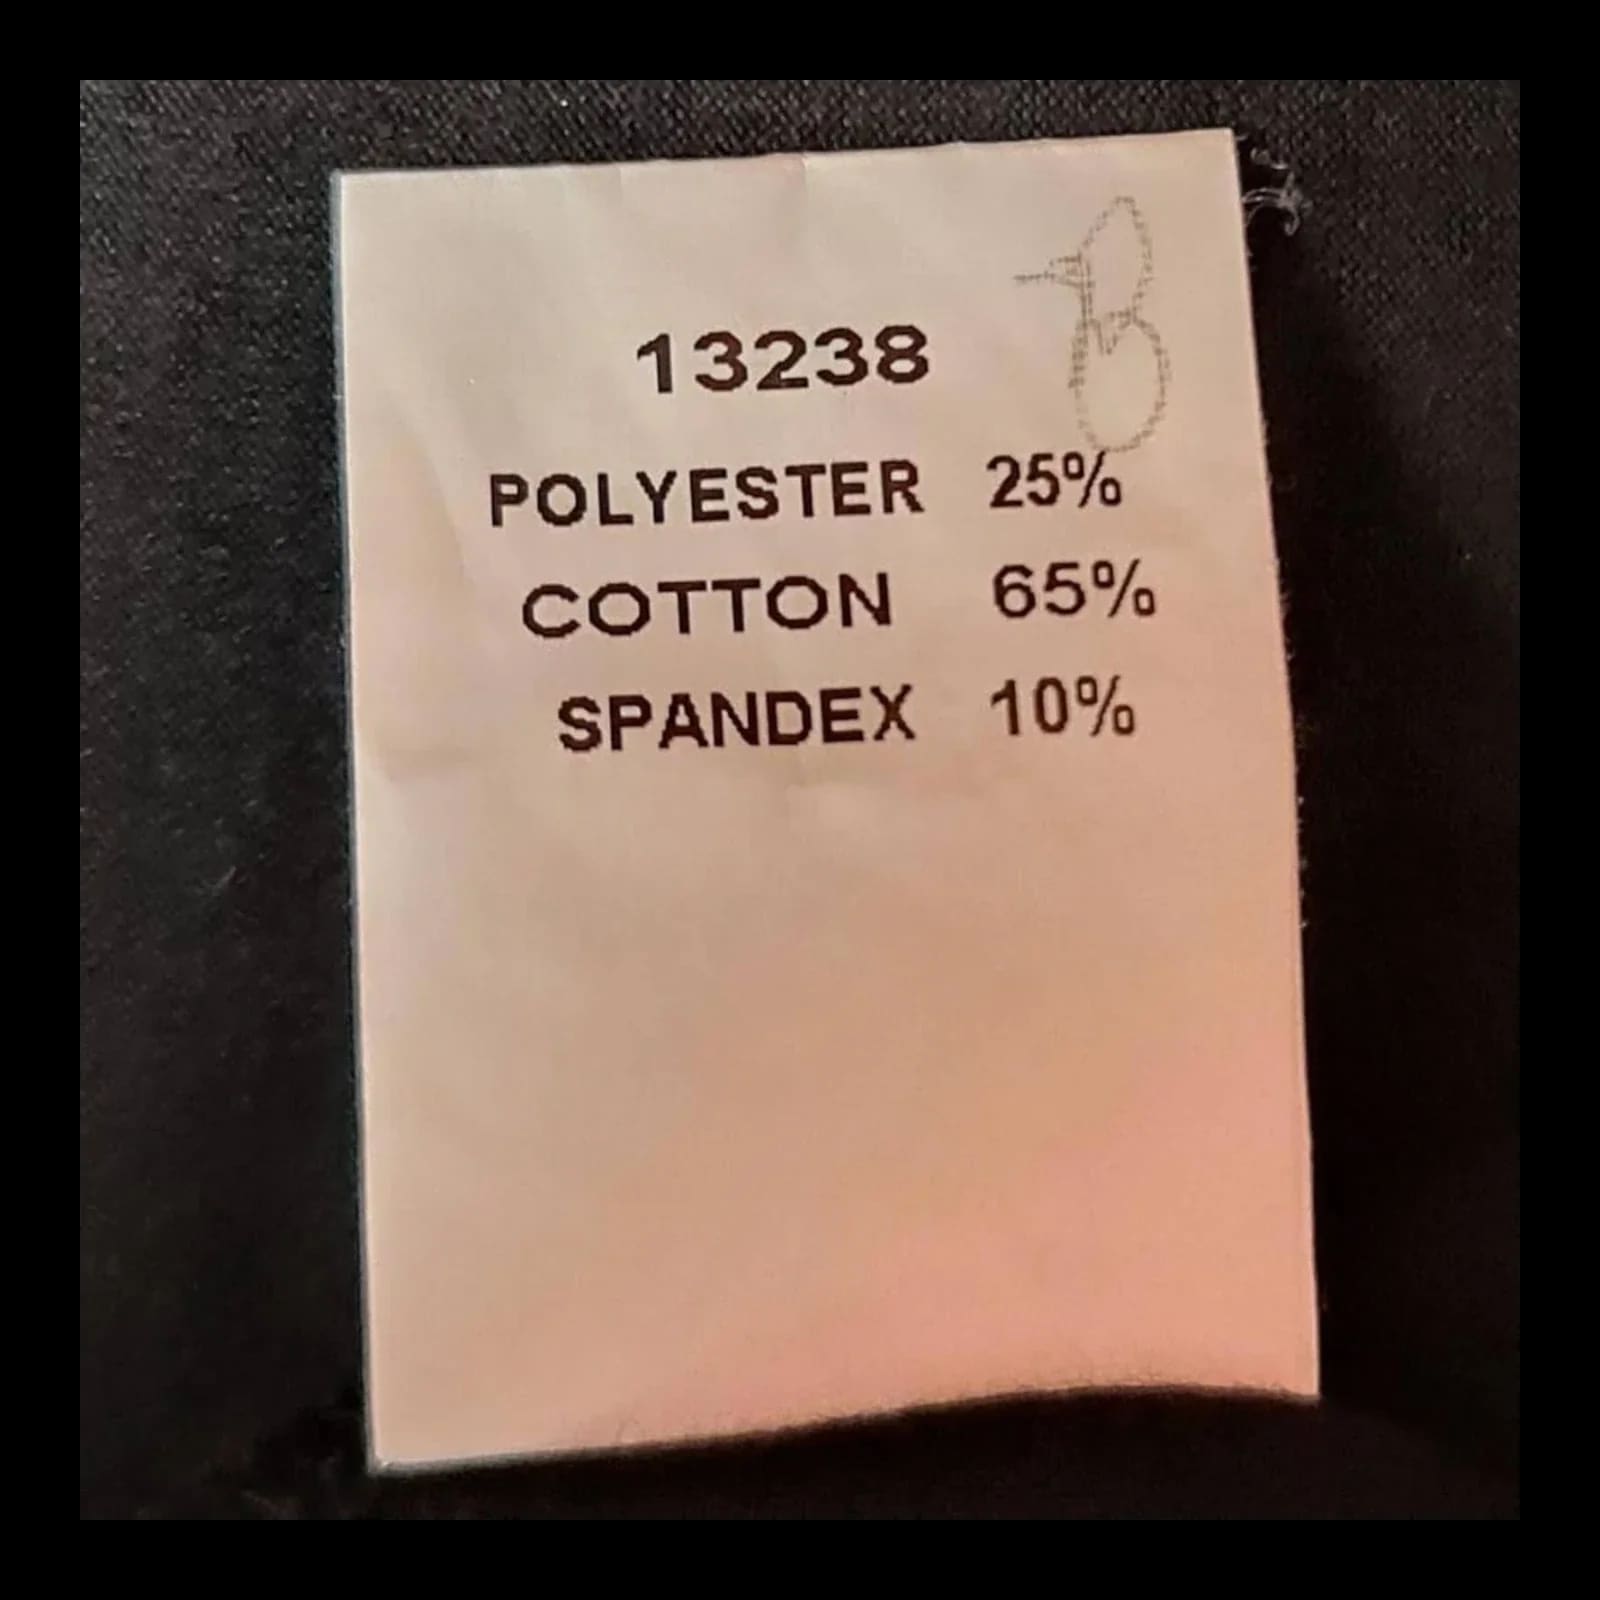 13238
POLYESTER 25%
COTTON 65%
SPANDEX 10%